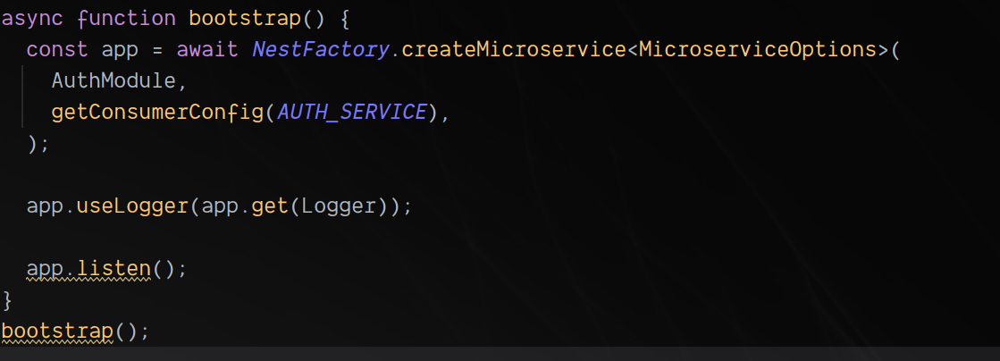 async function bootstrap() {
  const app = await NestFactory.createMicroservice<MicroserviceOptions>(
    AuthModule,
    getConsumerConfig(AUTH_SERVICE),
  );
  app.useLogger(app.get(Logger));
  app.listen();
}
bootstrap();